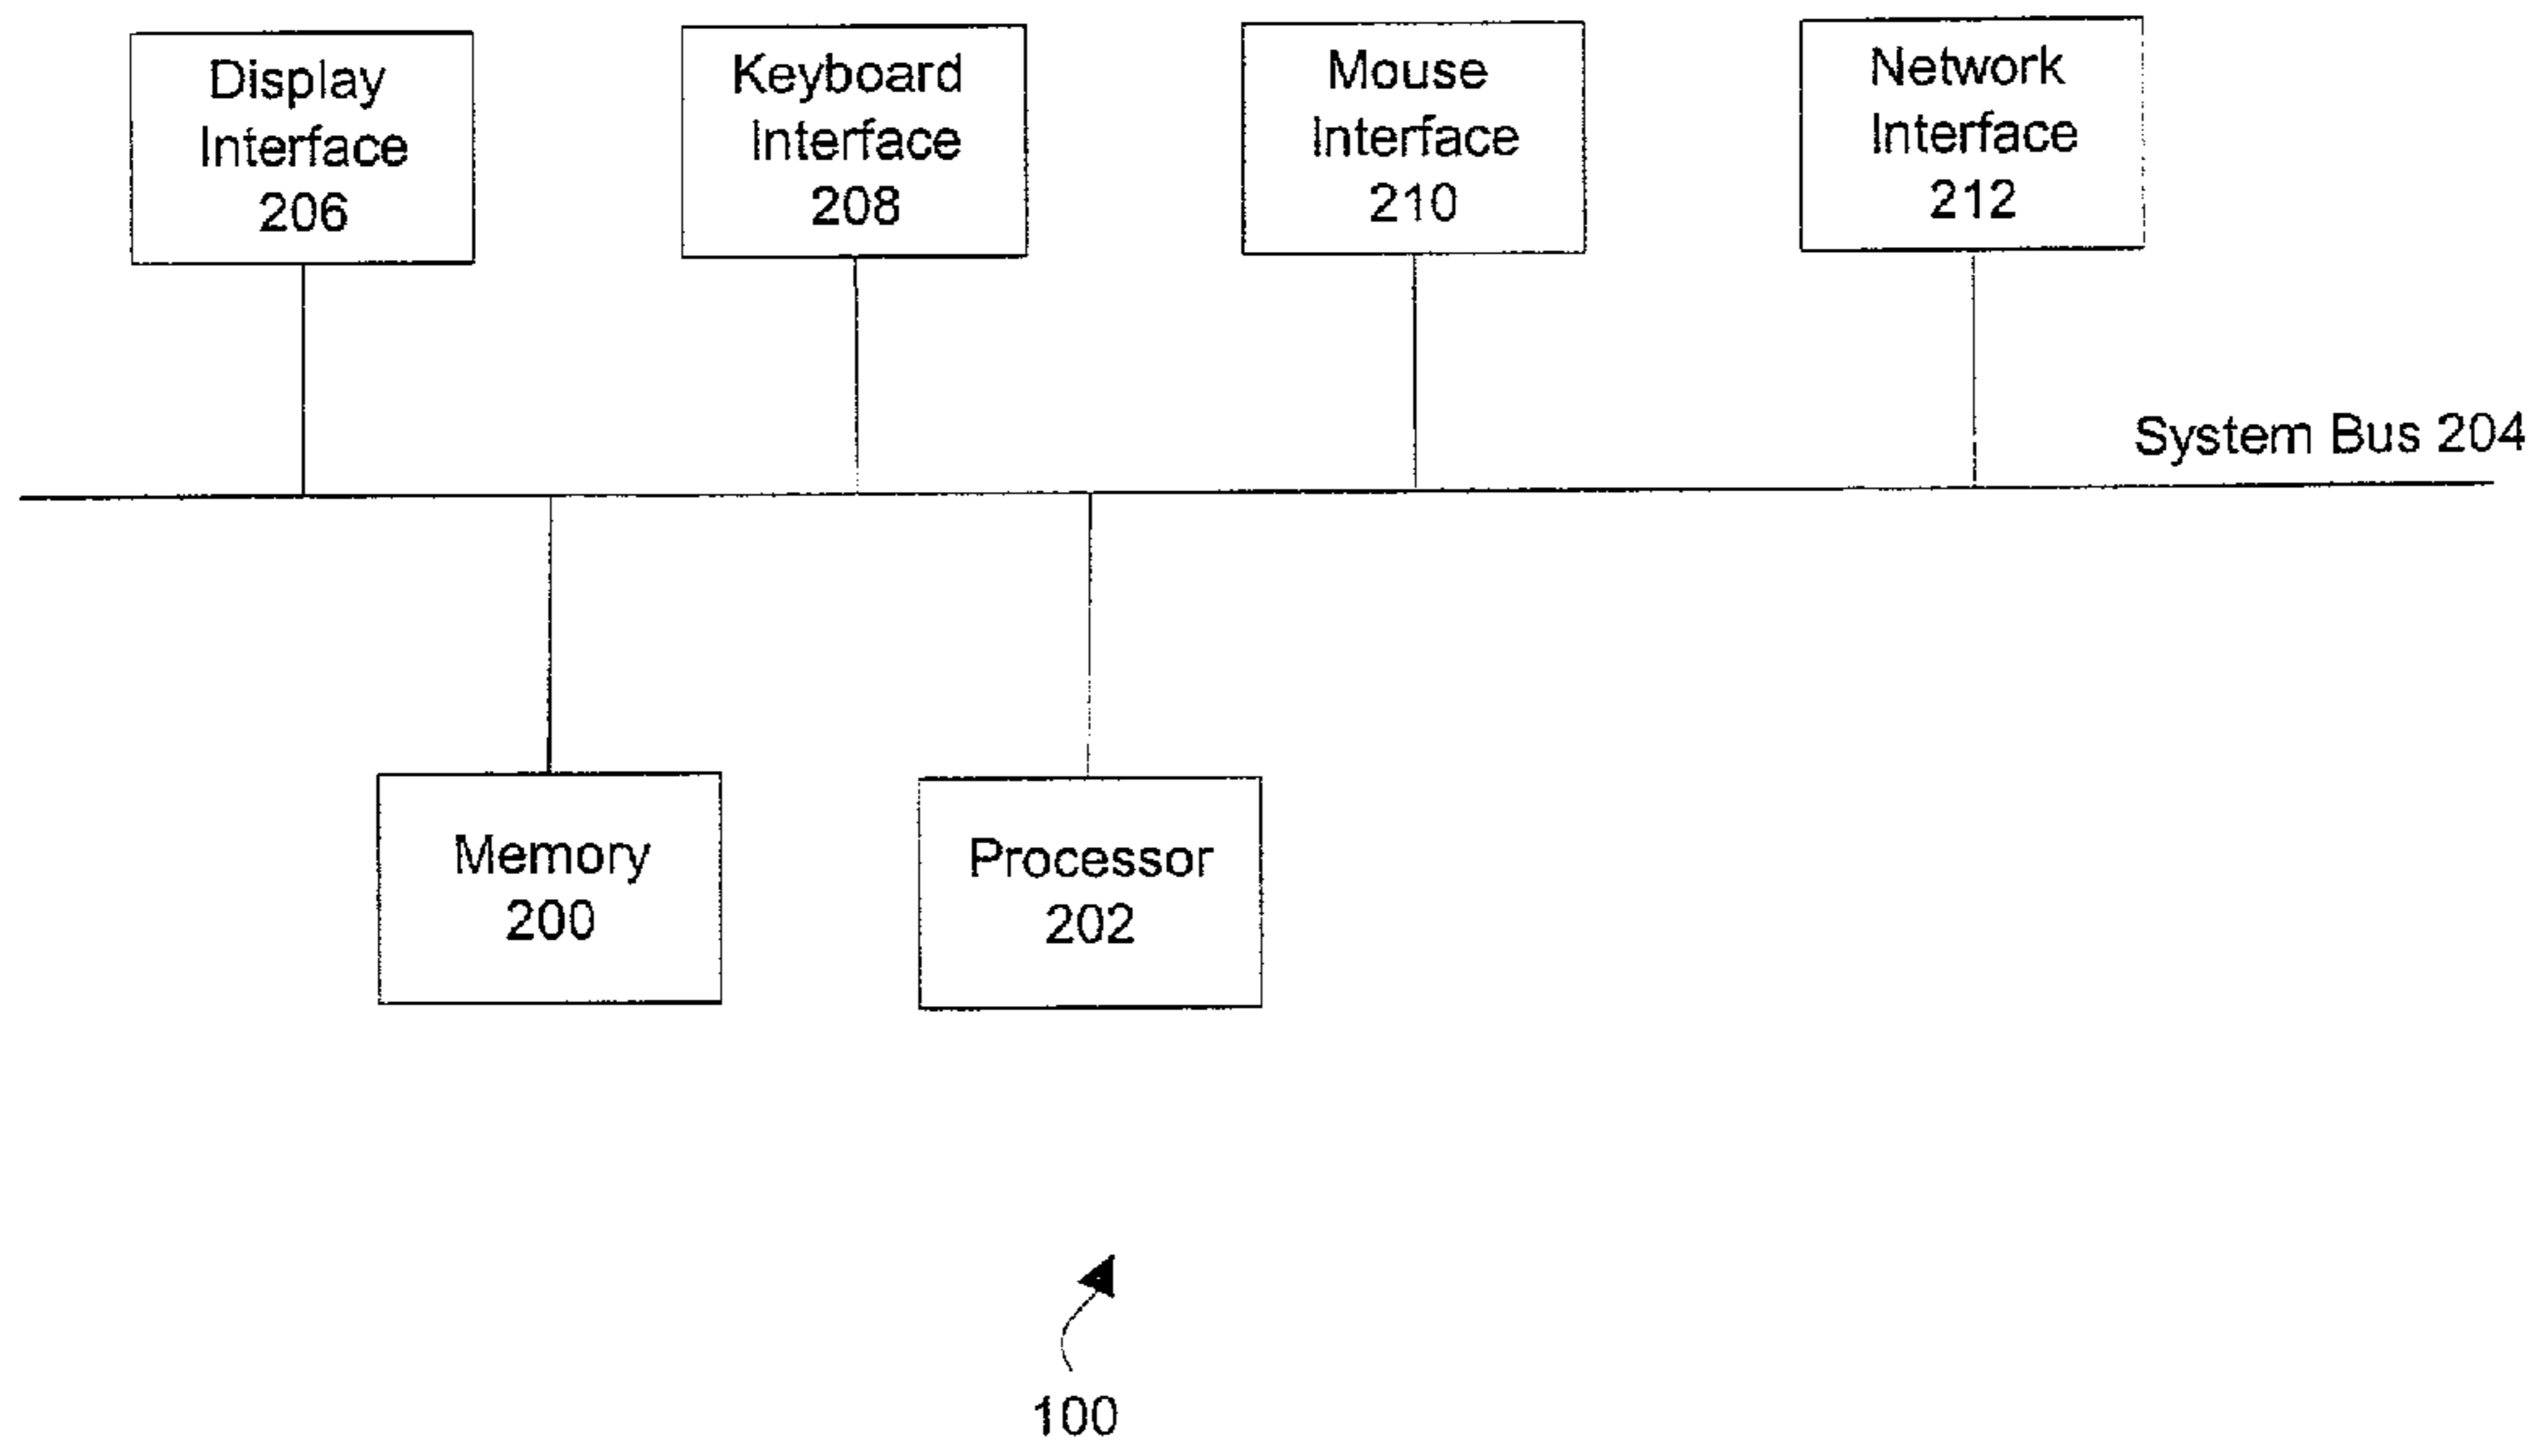 Display
Interface
206
Keyboard
Interface
208
Mouse
Interface
210
Network
Interface
212
System Bus 204
Memory
200
Processor
202
100